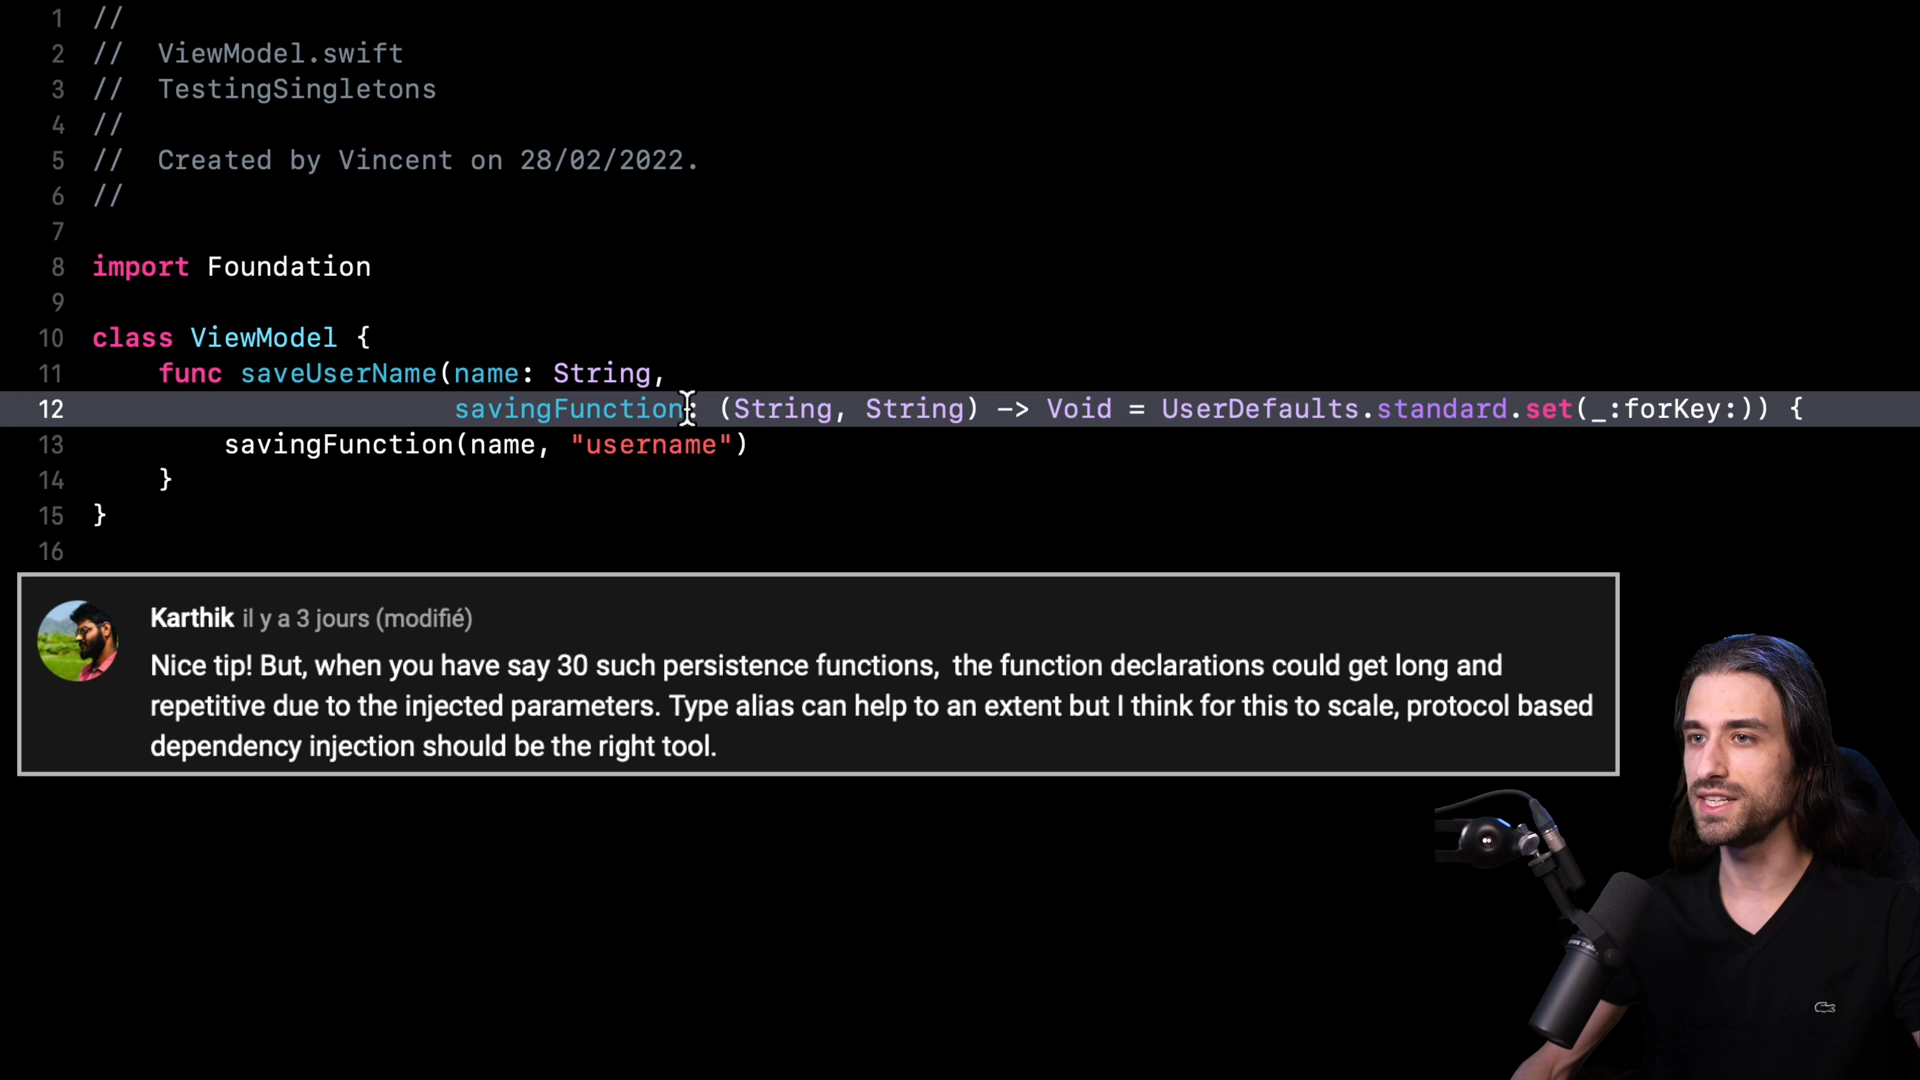 1 //
2 // ViewModel.swift
3 // TestingSingletons
4 //
5 // Created by Vincent on 28/02/2022.
6 //
7
8 import Foundation
9
10 class ViewModel {
11 func saveUserName(name: String,
12 savingFunction: (String, String) -> Void = UserDefaults.standard.set(_:forKey:)) {
13 savingFunction(name, "username")
14 }
15 }
16
Karthik il y a 3 jours (modifié)
Nice tip! But, when you have say 30 such persistence functions, the function declarations could get long and
repetitive due to the injected parameters. Type alias can help to an extent but I think for this to scale, protocol based
dependency injection should be the right tool.